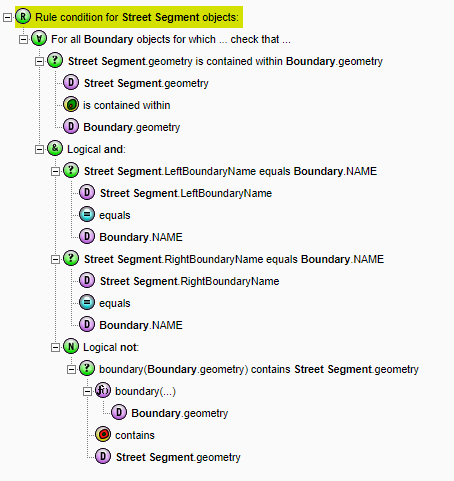 R Rule condition for Street Segment objects:
∀ For all Boundary objects for which ... check that ...
? Street Segment.geometry is contained within Boundary.geometry
D Street Segment.geometry
is contained within
D Boundary.geometry
& Logical and:
? Street Segment.LeftBoundaryName equals Boundary.NAME
D Street Segment.LeftBoundaryName
= equals
D Boundary.NAME
? Street Segment.RightBoundaryName equals Boundary.NAME
D Street Segment.RightBoundaryName
= equals
D Boundary.NAME
N Logical not:
? boundary(Boundary.geometry) contains Street Segment.geometry
f() boundary(...)
D Boundary.geometry
contains
D Street Segment.geometry